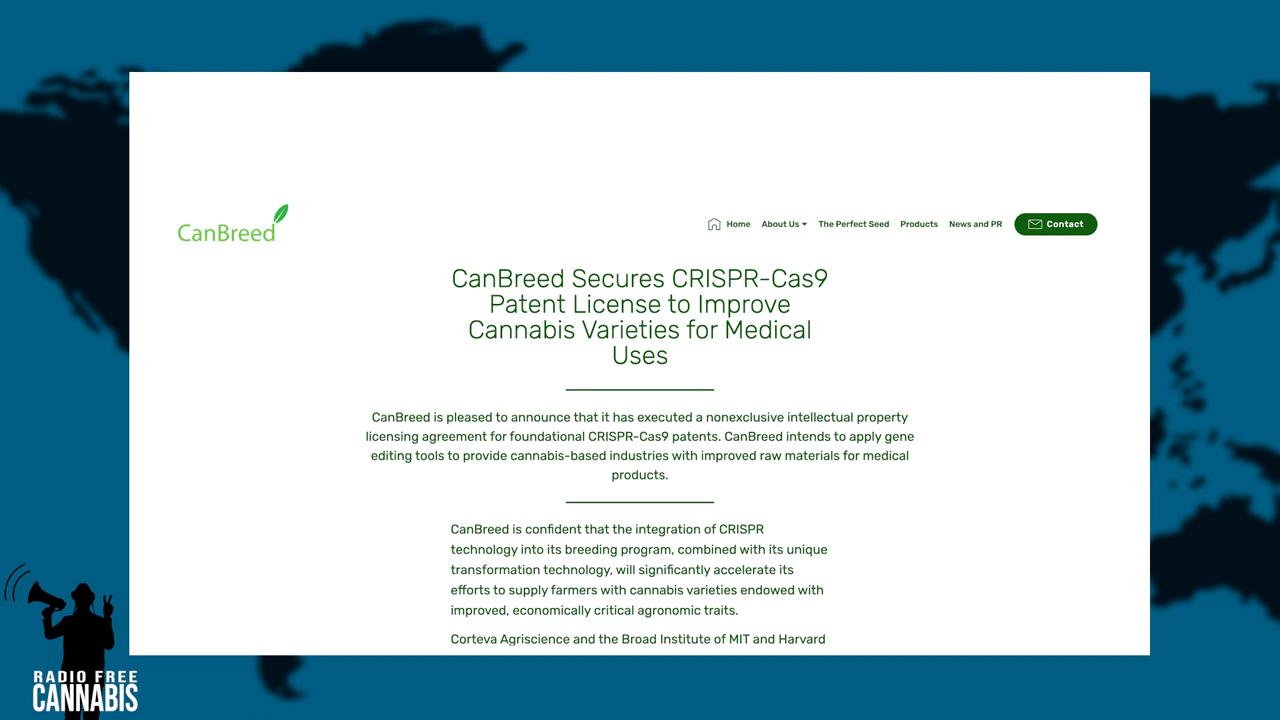 CanBreed
Home About Us The Perfect Seed Products News and PR Contact
CanBreed Secures CRISPR-Cas9
Patent License to Improve
Cannabis Varieties for Medical
Uses
CanBreed is pleased to announce that it has executed a nonexclusive intellectual property
licensing agreement for foundational CRISPR-Cas9 patents. CanBreed intends to apply gene
editing tools to provide cannabis-based industries with improved raw materials for medical
products.
CanBreed is confident that the integration of CRISPR
technology into its breeding program, combined with its unique
transformation technology, will significantly accelerate its
efforts to supply farmers with cannabis varieties endowed with
improved, economically critical agronomic traits.
Corteva Agriscience and the Broad Institute of MIT and Harvard
RADIO FREE
CANNABIS